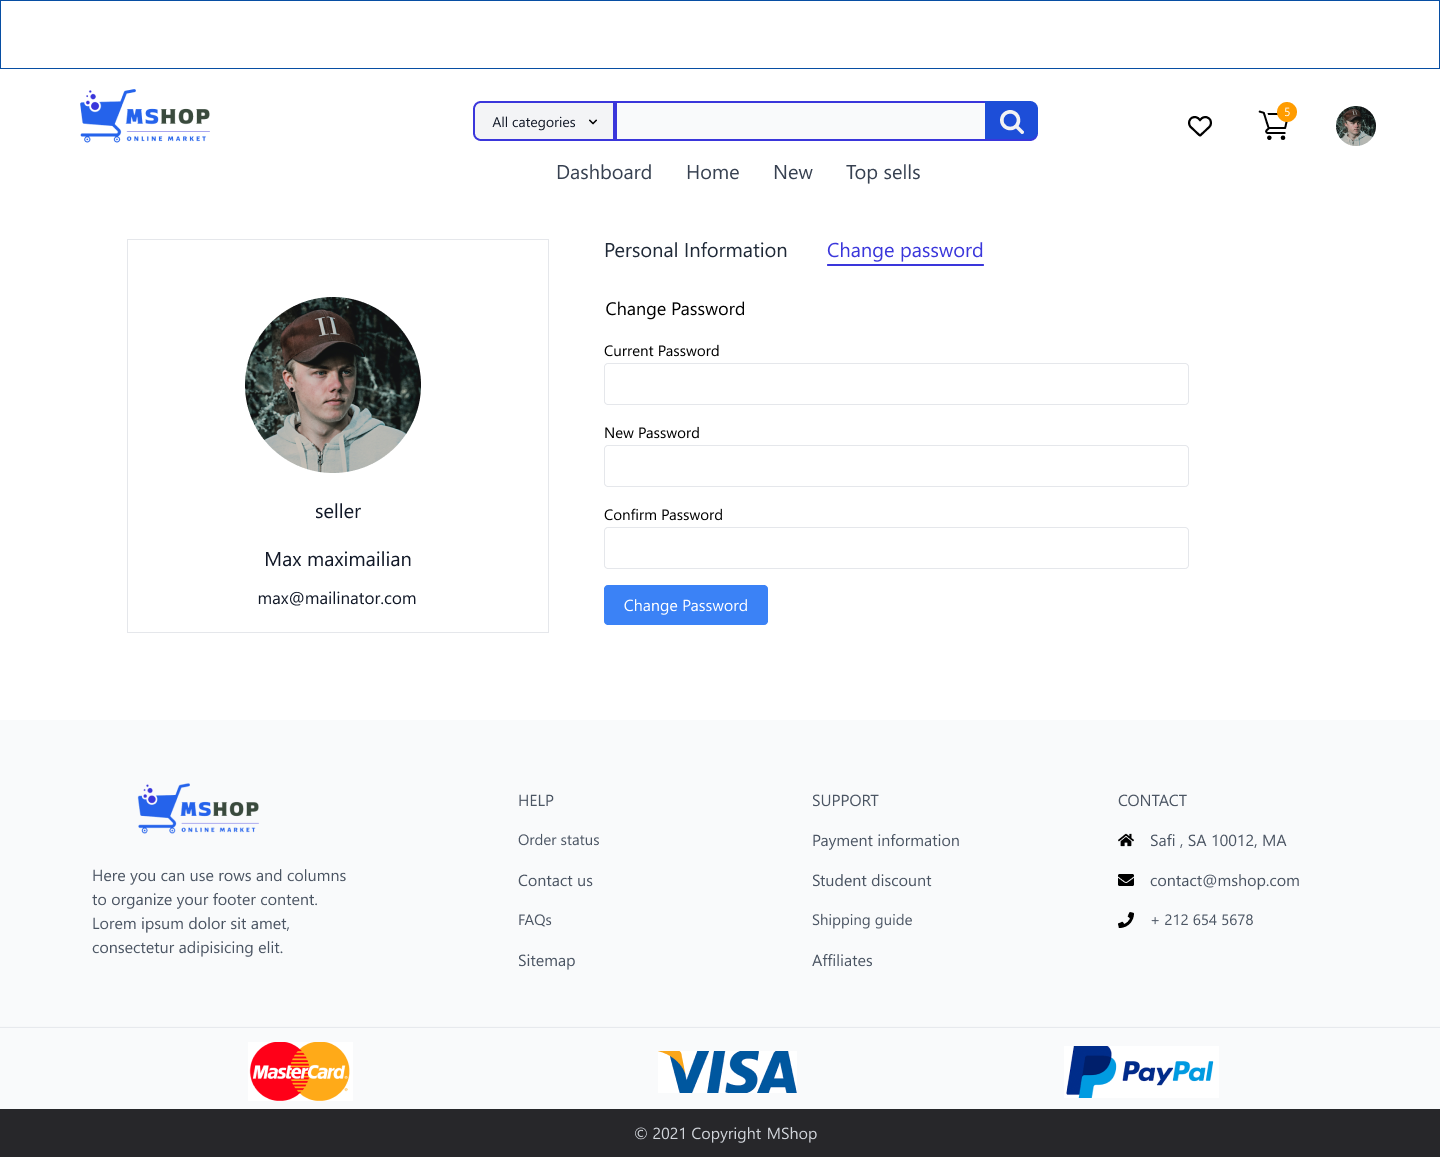 MSHOP
ONLINE MARKET
All categories
5
Dashboard Home New Top sells
Personal Information Change password
Change Password
Current Password
New Password
Confirm Password
Change Password
II
seller
Max maximailian
max@mailinator.com
MSHOP
ONLINE MARKET
Here you can use rows and columns
to organize your footer content.
Lorem ipsum dolor sit amet,
consectetur adipisicing elit.
HELP
Order status
Contact us
FAQs
Sitemap
SUPPORT
Payment information
Student discount
Shipping guide
Affiliates
CONTACT
Safi , SA 10012, MA
contact@mshop.com
+ 212 654 5678
MasterCard
VISA
PayPal
© 2021 Copyright MShop